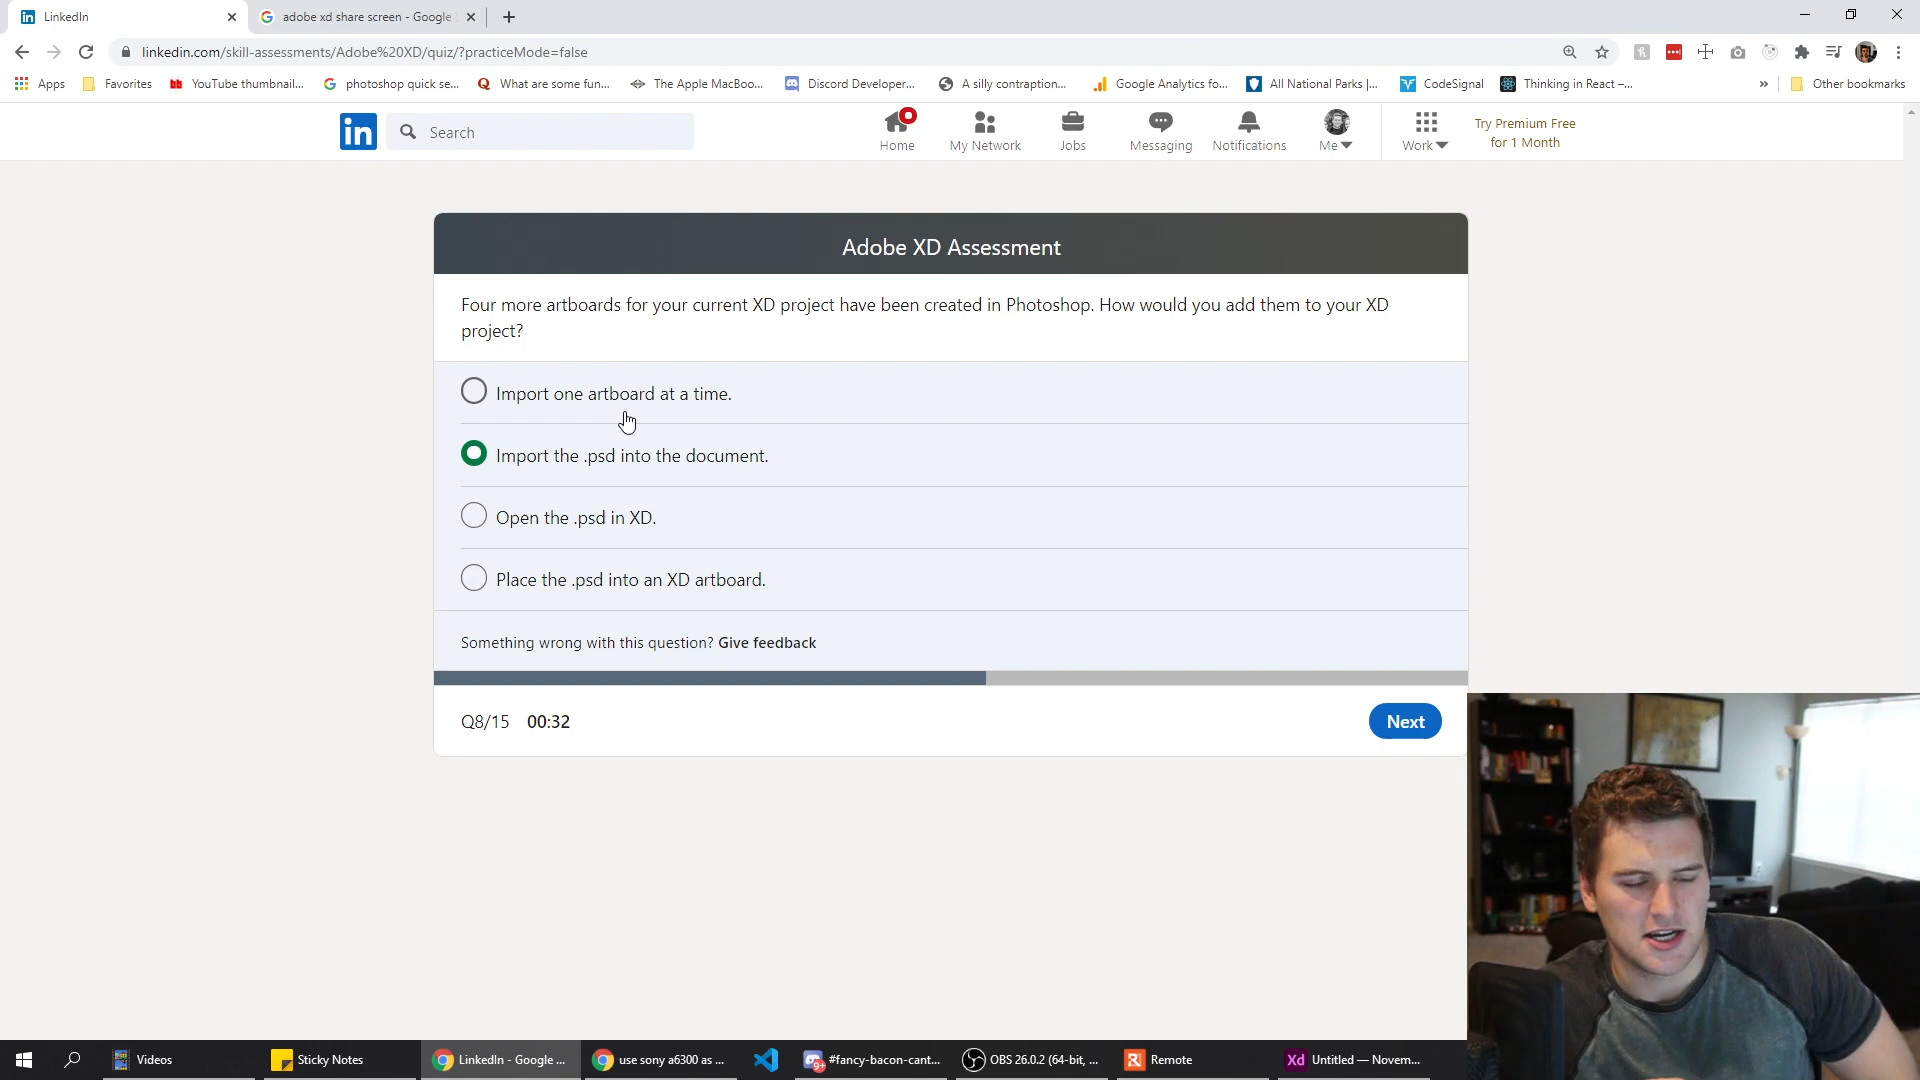 LinkedIn
adobe xd share screen - Google
linkedin.com/skill-assessments/Adobe%20XD/quiz/?practiceMode=false
Apps
Favorites
YouTube thumbnail...
photoshop quick se...
What are some fun...
The Apple MacBoo...
Discord Developer...
A silly contraption...
Google Analytics fo...
All National Parks |...
CodeSignal
Thinking in React –...
»
Other bookmarks
in
Search
Home
My Network
Jobs
Messaging
Notifications
Me
Work
Try Premium Free
for 1 Month
Adobe XD Assessment
Four more artboards for your current XD project have been created in Photoshop. How would you add them to your XD
project?
Import one artboard at a time.
Import the .psd into the document.
Open the .psd in XD.
Place the .psd into an XD artboard.
Something wrong with this question? Give feedback
Q8/15 00:32
Next
Videos
Sticky Notes
LinkedIn - Google ...
use sony a6300 as ...
9+
#fancy-bacon-cant...
OBS 26.0.2 (64-bit, ...
Remote
Xd
Untitled — Novem...